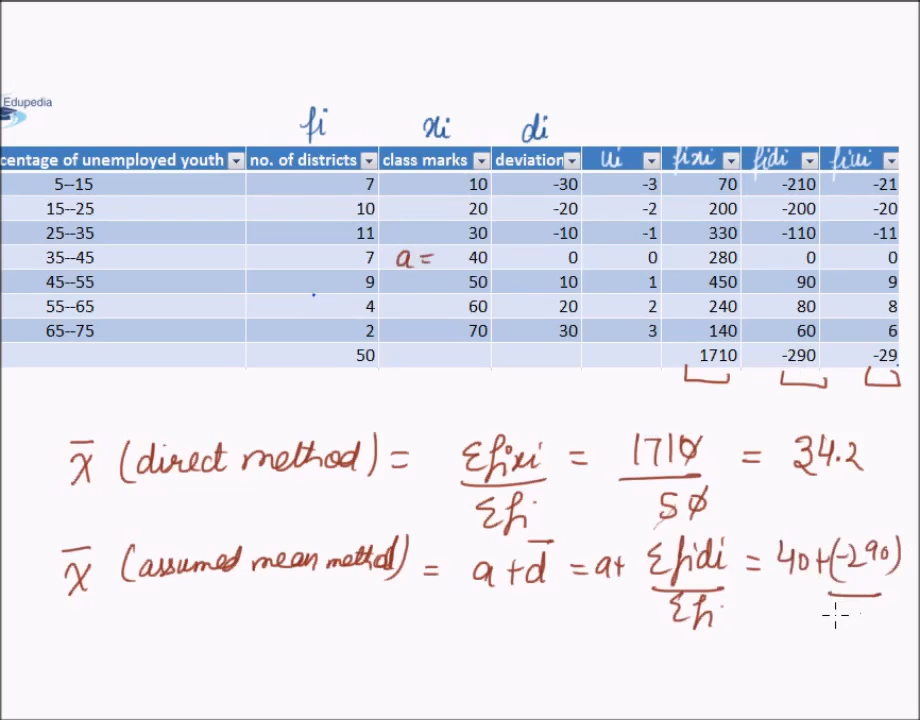 Edupedia
fi xi di
centage of unemployed youth no. of districts class marks deviation ui fixi fidi fiui
5--15 7 10 -30 -3 70 -210 -21
15--25 10 20 -20 -2 200 -200 -20
25--35 11 30 -10 -1 330 -110 -11
35--45 7 a = 40 0 0 280 0 0
45--55 9 50 10 1 450 90 9
55--65 4 60 20 2 240 80 8
65--75 2 70 30 3 140 60 6
50 1710 -290 -29
x̄ (direct method) = Σfixi / Σfi = 1710 / 50 = 34.2
x̄ (assumed mean method) = a + d̄ = a + Σfidi / Σfi = 40 + (-290)